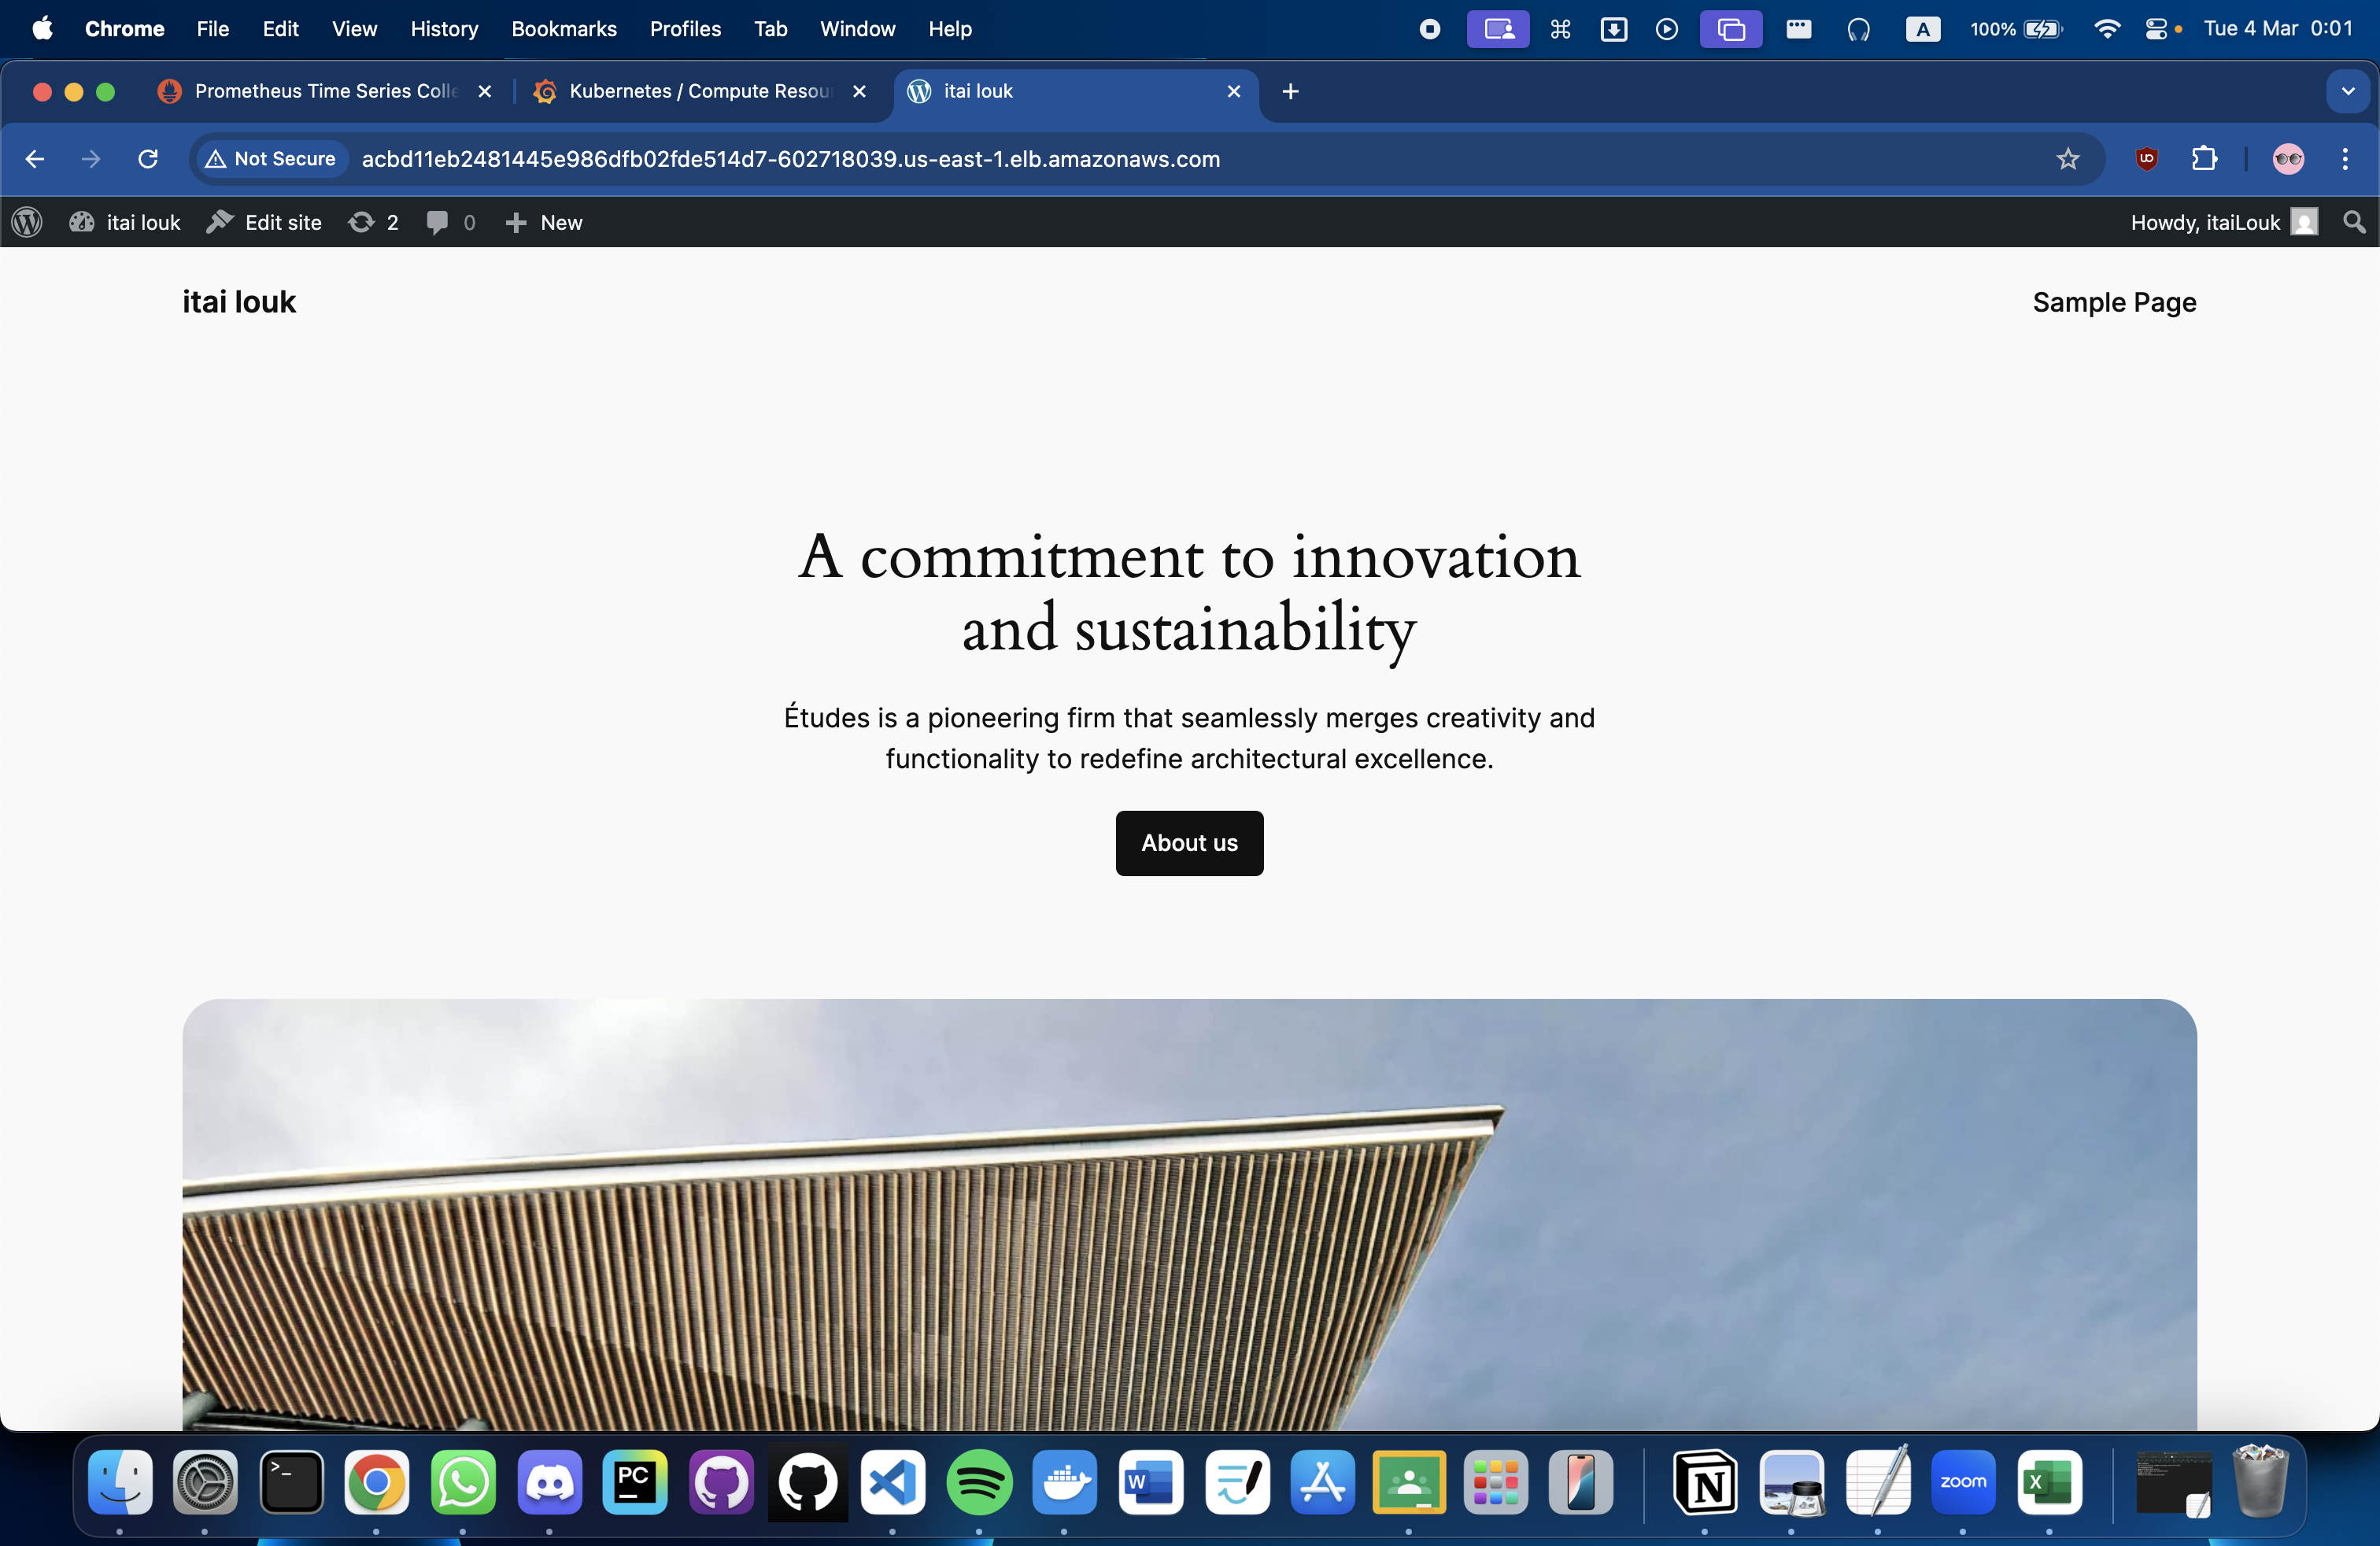 Chrome File Edit View History Bookmarks Profiles Tab Window Help A 100% Tue 4 Mar 0:01
Prometheus Time Series Colle Kubernetes / Compute Resou itai louk
Not Secure acbd11eb2481445e986dfb02fde514d7-602718039.us-east-1.elb.amazonaws.com
itai louk Edit site 2 0 New Howdy, itaiLouk
itai louk Sample Page
A commitment to innovation
and sustainability
Études is a pioneering firm that seamlessly merges creativity and
functionality to redefine architectural excellence.
About us
PC W N zoom X